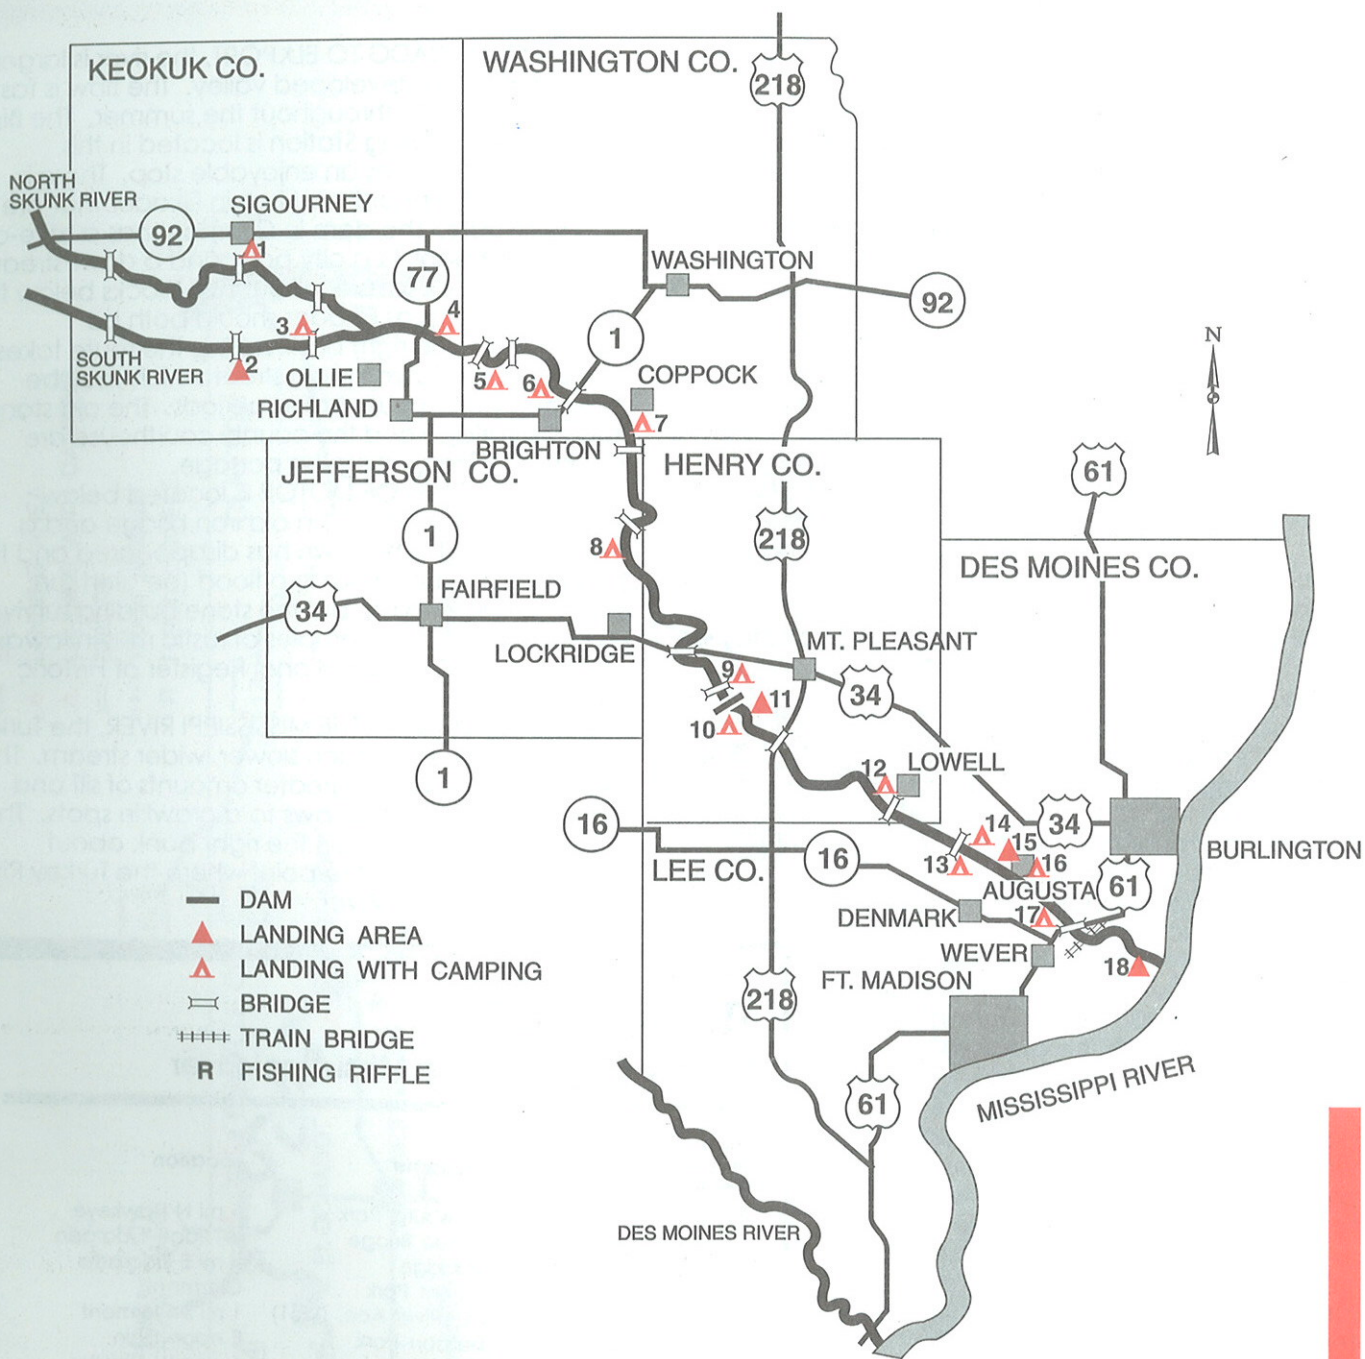 KEOKUK CO.
WASHINGTON CO.
218
NORTH
SKUNK RIVER
92
SIGOURNEY
1
77
WASHINGTON
92
3
4
1
N
SOUTH
SKUNK RIVER
2
OLLIE
5
6
COPPOCK
RICHLAND
7
BRIGHTON
JEFFERSON CO.
HENRY CO.
61
1
8
218
DES MOINES CO.
34
FAIRFIELD
LOCKRIDGE
MT. PLEASANT
9
11
34
10
1
12
LOWELL
16
16
14
15
34
BURLINGTON
LEE CO.
13
16
AUGUSTA
61
DENMARK
17
WEVER
18
FT. MADISON
DAM
LANDING AREA
LANDING WITH CAMPING
BRIDGE
TRAIN BRIDGE
R FISHING RIFFLE
218
61
MISSISSIPPI RIVER
DES MOINES RIVER